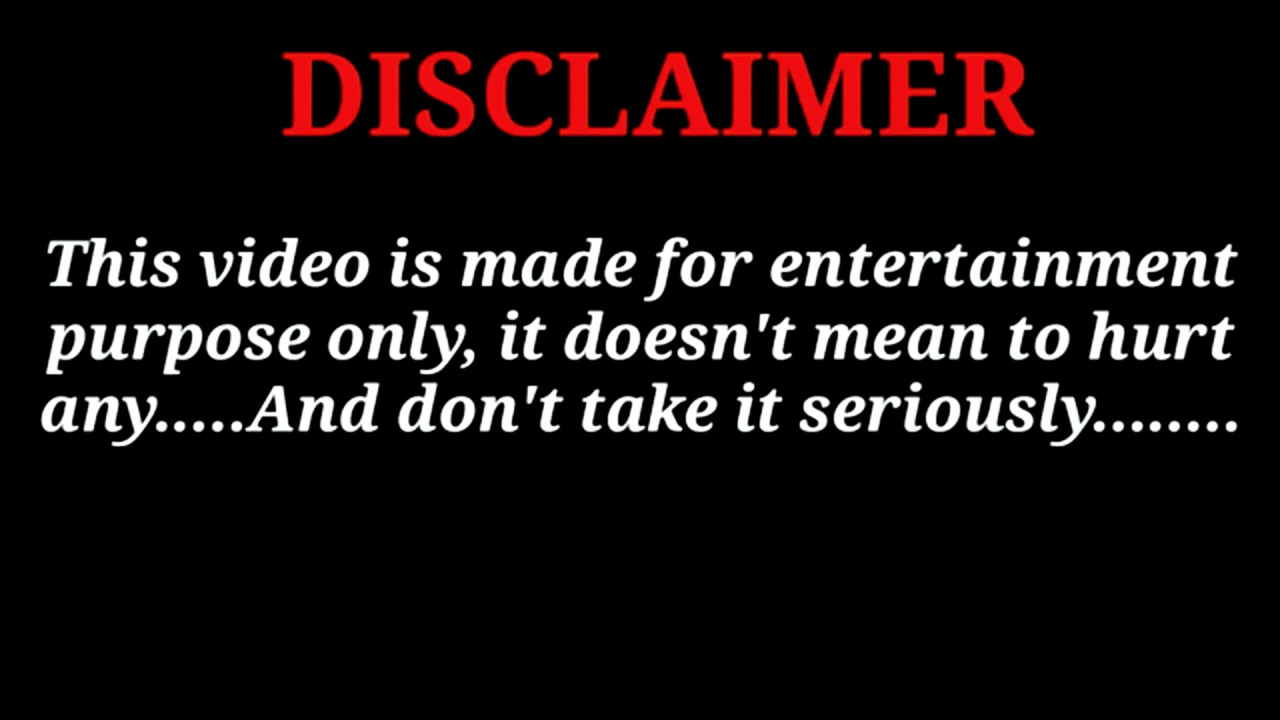 DISCLAIMER
This video is made for entertainment
purpose only, it doesn't mean to hurt
any.....And don't take it seriously........